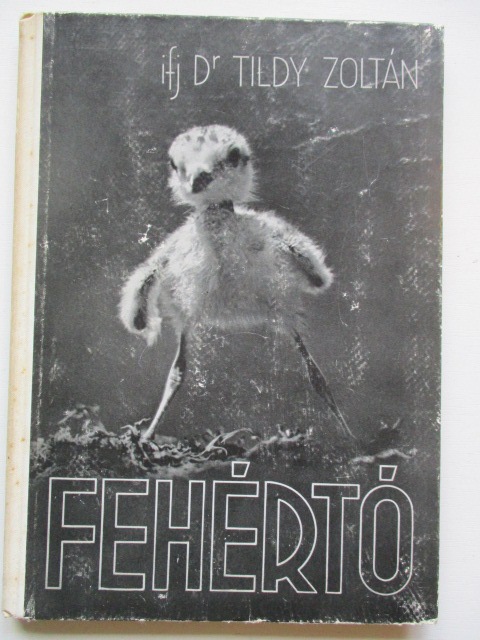 ifj Dr TILDY ZOLTÁN
FEHÉRTÓ